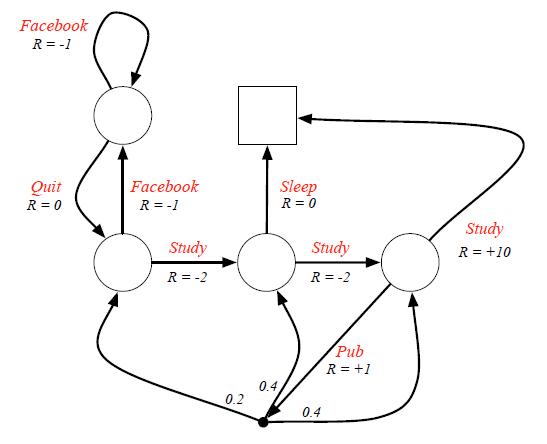 Facebook
R = -1
Quit
R = 0
Facebook
R = -1
Sleep
R = 0
Study
R = -2
Study
R = -2
Study
R = +10
Pub
R = +1
0.2
0.4
0.4